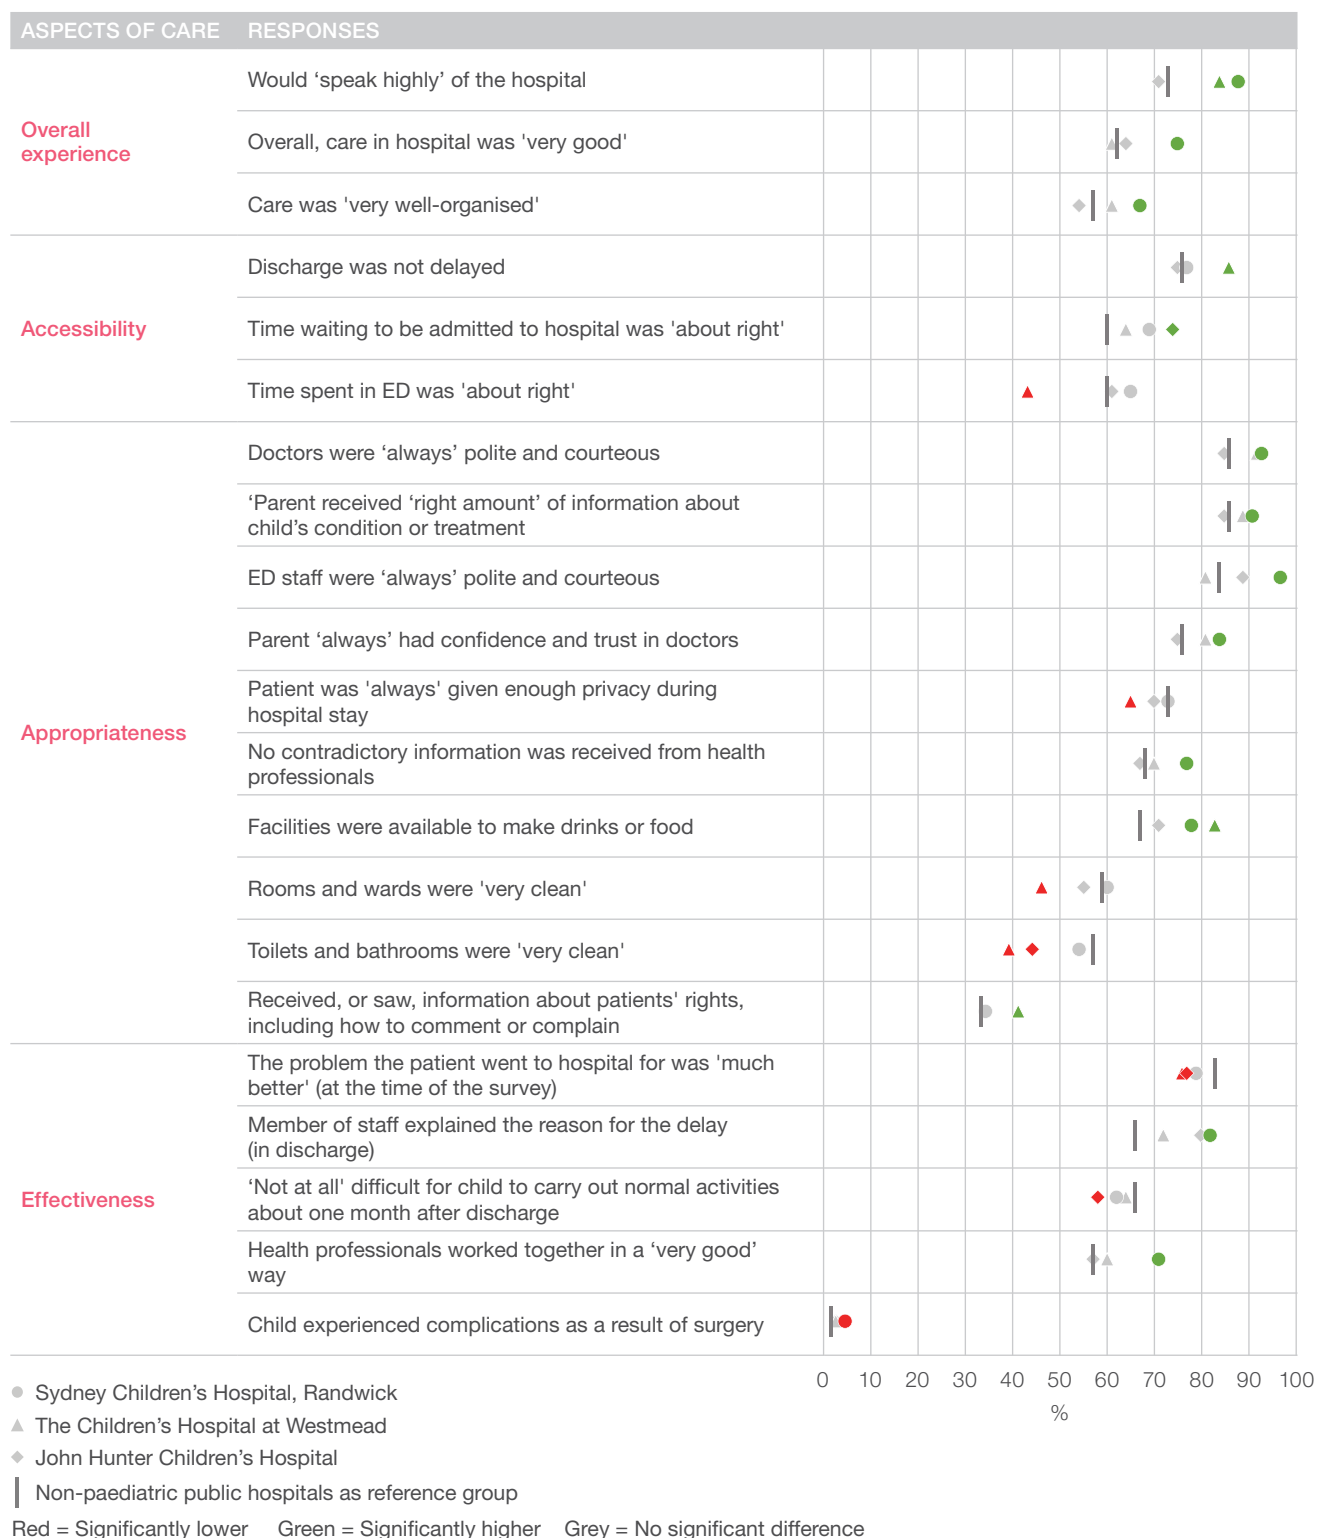 ASPECTS OF CARE RESPONSES
Overall
experience
Would ‘speak highly’ of the hospital
Overall, care in hospital was 'very good'
Care was 'very well-organised'
Accessibility
Discharge was not delayed
Time waiting to be admitted to hospital was 'about right'
Time spent in ED was 'about right'
Appropriateness
Doctors were ‘always’ polite and courteous
‘Parent received ‘right amount’ of information about
child’s condition or treatment
ED staff were ‘always’ polite and courteous
Parent ‘always’ had confidence and trust in doctors
Patient was 'always' given enough privacy during
hospital stay
No contradictory information was received from health
professionals
Facilities were available to make drinks or food
Rooms and wards were 'very clean'
Toilets and bathrooms were 'very clean'
Received, or saw, information about patients' rights,
including how to comment or complain
Effectiveness
The problem the patient went to hospital for was 'much
better' (at the time of the survey)
Member of staff explained the reason for the delay
(in discharge)
‘Not at all' difficult for child to carry out normal activities
about one month after discharge
Health professionals worked together in a ‘very good’
way
Child experienced complications as a result of surgery
0 10 20 30 40 50 60 70 80 90 100
%
Sydney Children’s Hospital, Randwick
The Children’s Hospital at Westmead
John Hunter Children’s Hospital
Non-paediatric public hospitals as reference group
Red = Significantly lower Green = Significantly higher Grey = No significant difference